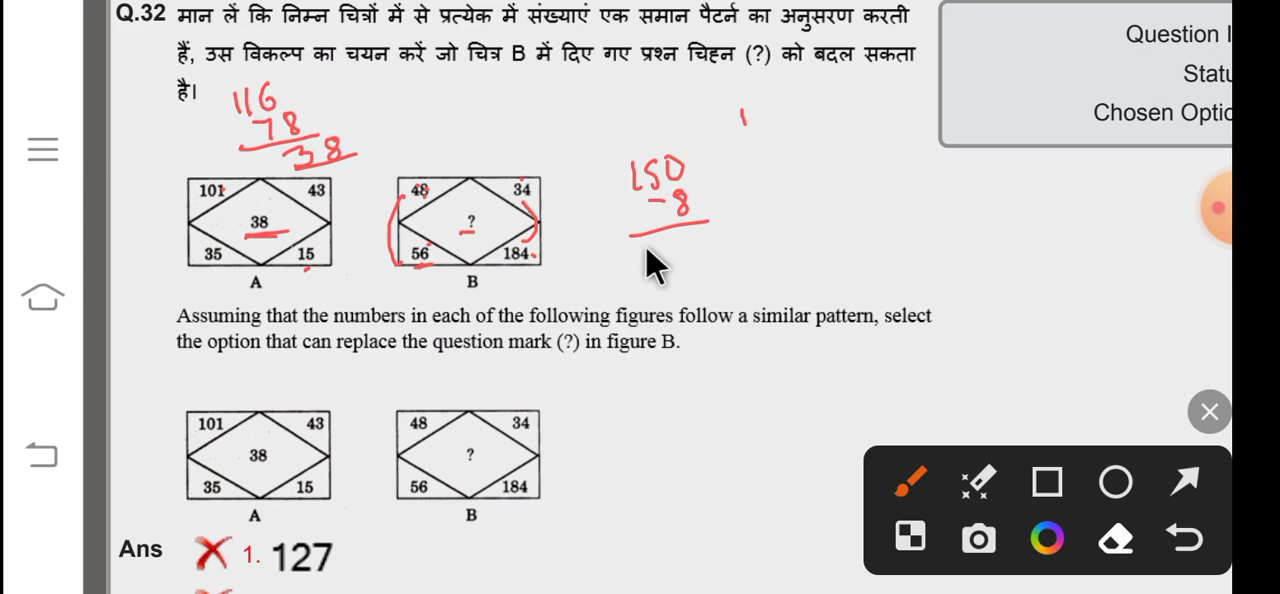 Q.32 मान लें कि निम्न चित्रों में से प्रत्येक में संख्याएं एक समान पैटर्न का अनुसरण करती
हैं, उस विकल्प का चयन करें जो चित्र B में दिए गए प्रश्न चिह्न (?) को बदल सकता
है।
116
78
38
1
150
-8
101 43
38
35 15
A
48 34
?
56 184
B
Assuming that the numbers in each of the following figures follow a similar pattern, select
the option that can replace the question mark (?) in figure B.
101 43
38
35 15
A
48 34
?
56 184
B
Ans 1. 127
Question I
Statu
Chosen Optic